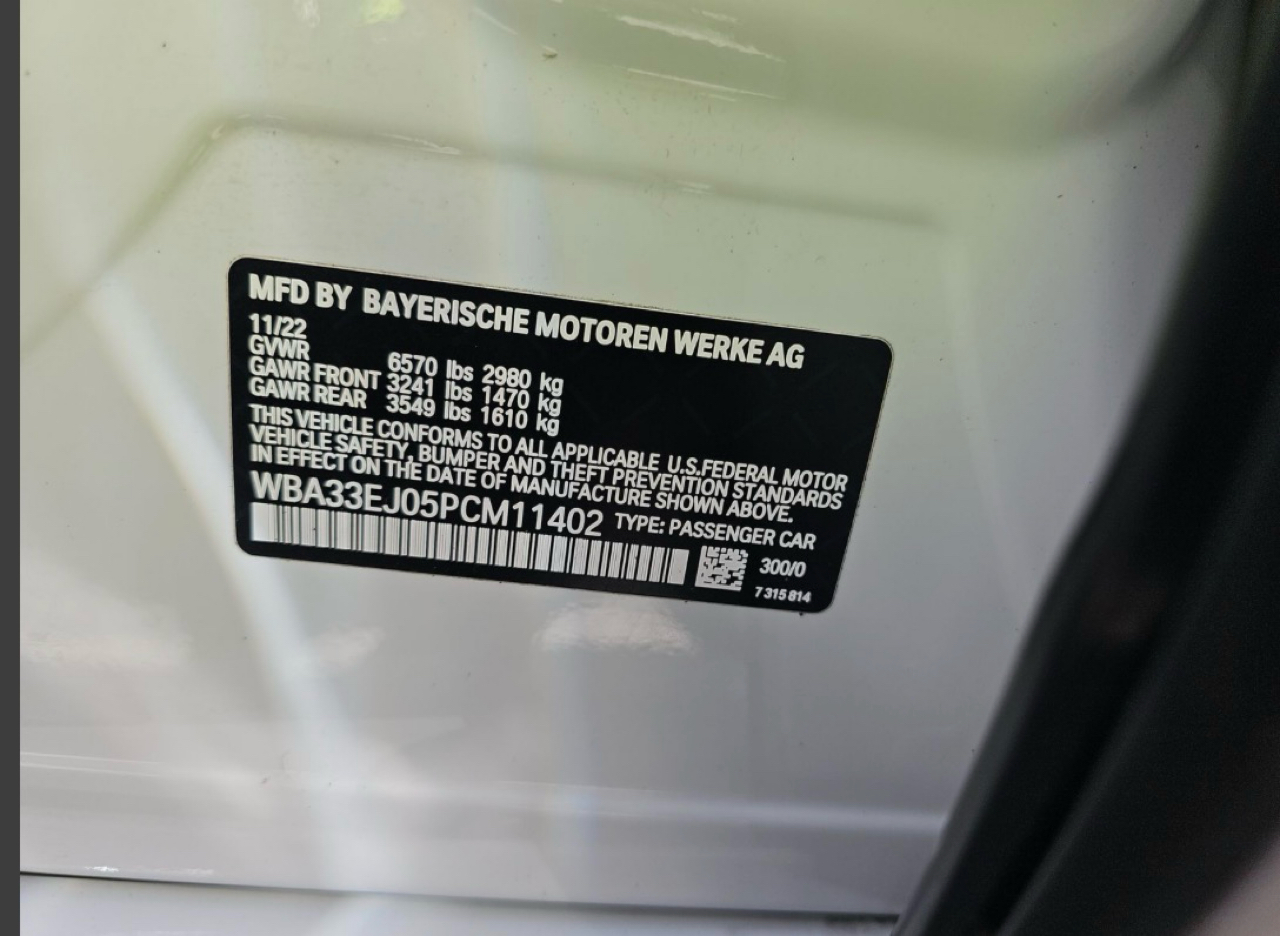 MFD BY BAYERISCHE MOTOREN WERKE AG
11/22
GVWR 6570 lbs 2980 kg
GAWR FRONT 3241 lbs 1470 kg
GAWR REAR 3549 lbs 1610 kg
THIS VEHICLE CONFORMS TO ALL APPLICABLE U.S.FEDERAL MOTOR
VEHICLE SAFETY, BUMPER AND THEFT PREVENTION STANDARDS
IN EFFECT ON THE DATE OF MANUFACTURE SHOWN ABOVE.
WBA33EJ05PCM11402 TYPE: PASSENGER CAR
300/0
7 315 814